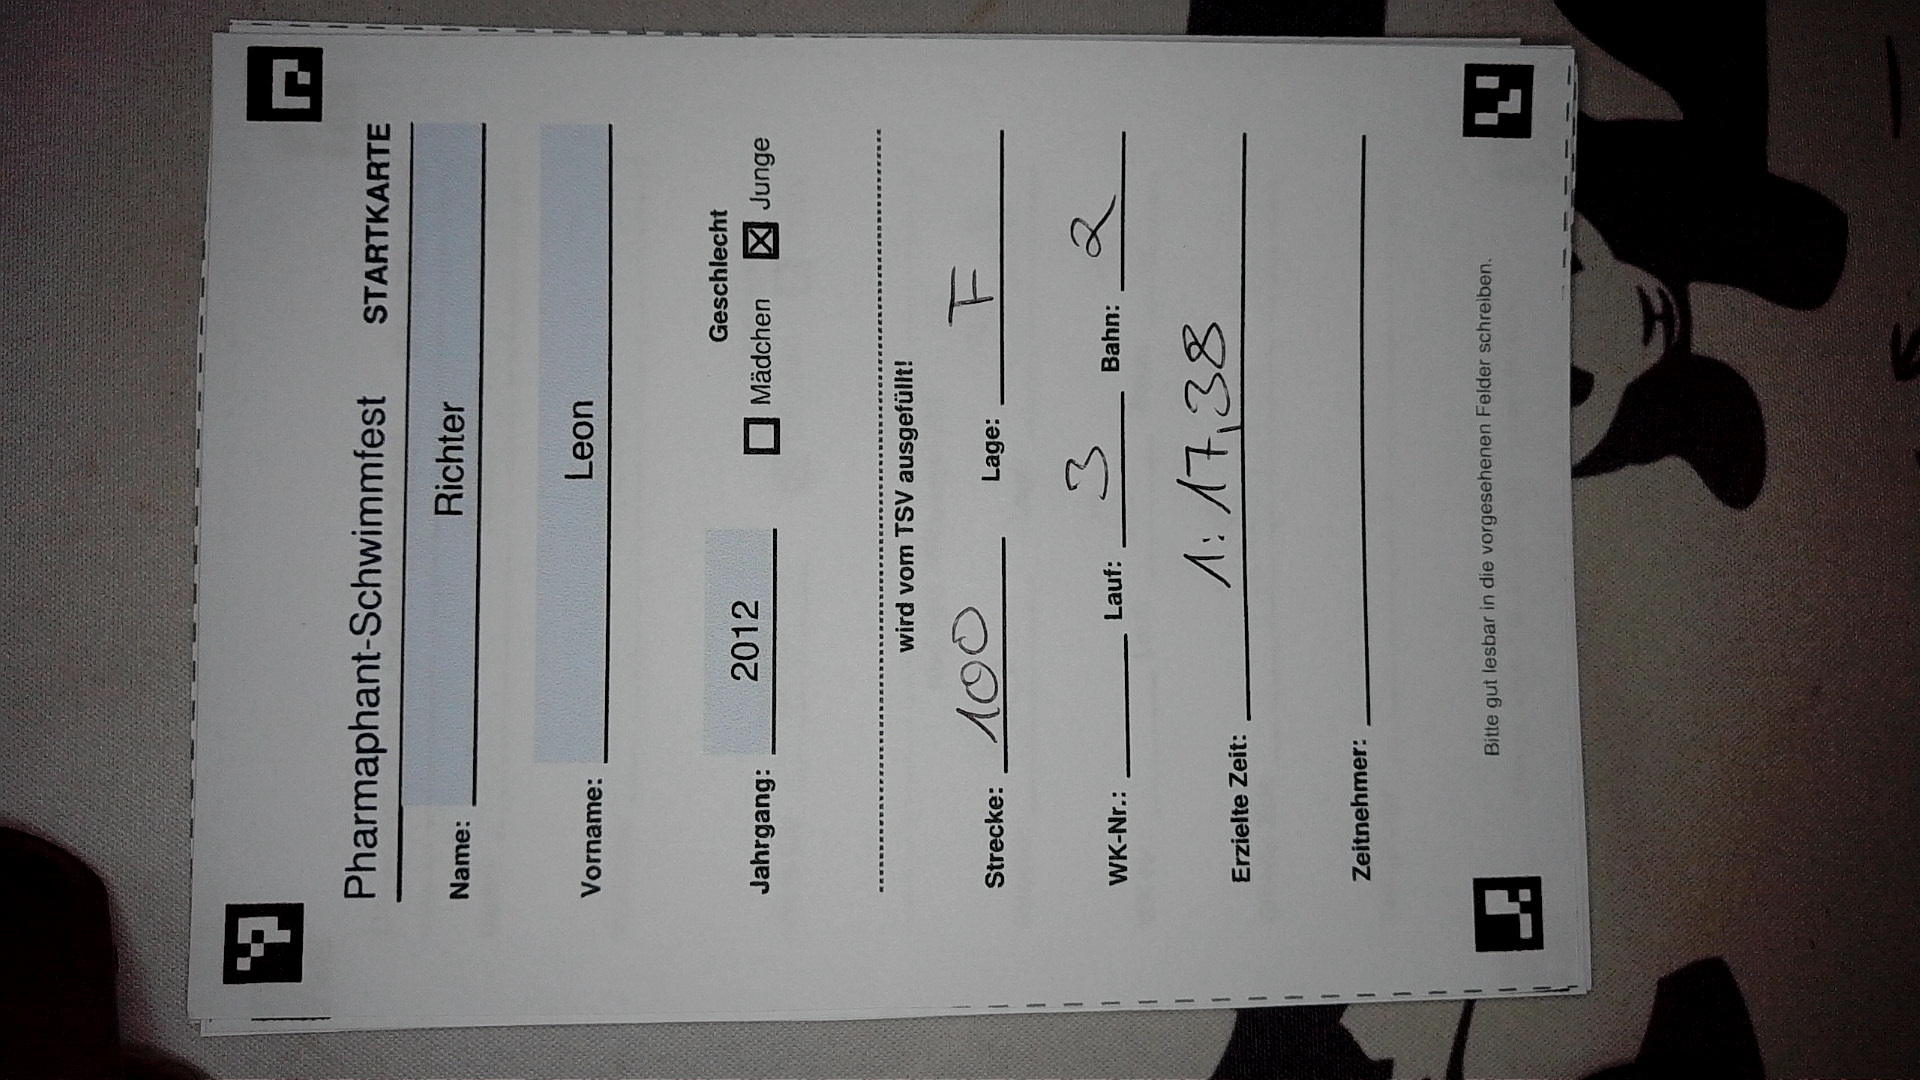 Pharmaphant-Schwimmfest STARTKARTE
Name: Richter
Vorname: Leon
Geschlecht
Jahrgang: 2012 ☐ Mädchen ☒ Junge
wird vom TSV ausgefüllt!
Strecke: 100 Lage: F
WK-Nr.: Lauf: 3 Bahn: 2
Erzielte Zeit: 1:17,38
Zeitnehmer:
Bitte gut lesbar in die vorgesehenen Felder schreiben.